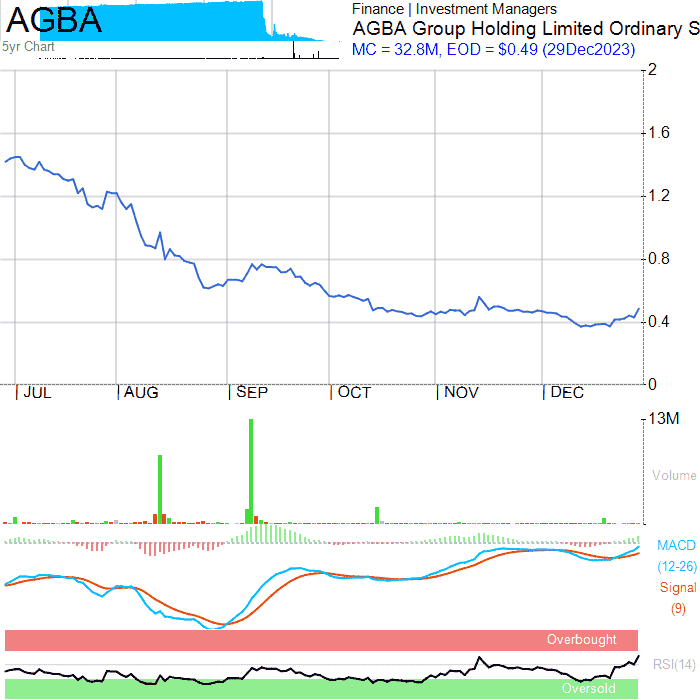 AGBA
5yr Chart
Finance | Investment Managers
AGBA Group Holding Limited Ordinary S
MC = 32.8M, EOD = $0.49 (29Dec2023)
2
1.6
1.2
0.8
0.4
0
JUL AUG SEP OCT NOV DEC
13M
Volume
MACD
(12-26)
Signal
(9)
Overbought
RSI(14)
Oversold